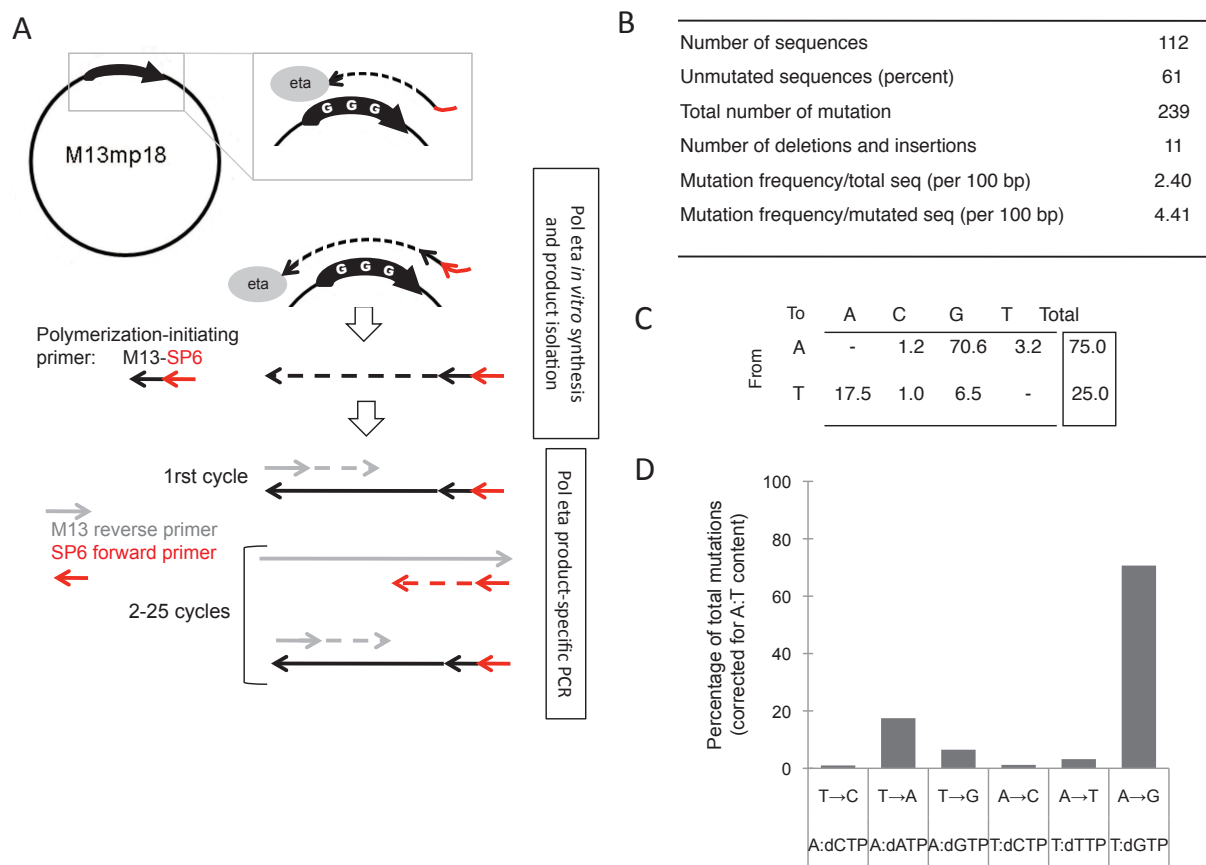 A
M13mp18
eta
G G G
eta
G G G
Pol eta in vitro synthesis
and product isolation
Polymerization-initiating
primer: M13-SP6
1rst cycle
M13 reverse primer
SP6 forward primer
2-25 cycles
Pol eta product-specific PCR
B
Number of sequences 112
Unmutated sequences (percent) 61
Total number of mutation 239
Number of deletions and insertions 11
Mutation frequency/total seq (per 100 bp) 2.40
Mutation frequency/mutated seq (per 100 bp) 4.41
C
To A C G T Total
From
A - 1.2 70.6 3.2 75.0
T 17.5 1.0 6.5 - 25.0
D
Percentage of total mutations
(corrected for A:T content)
100
80
60
40
20
0
T→C T→A T→G A→C A→T A→G
A:dCTP A:dATP A:dGTP T:dCTP T:dTTP T:dGTP